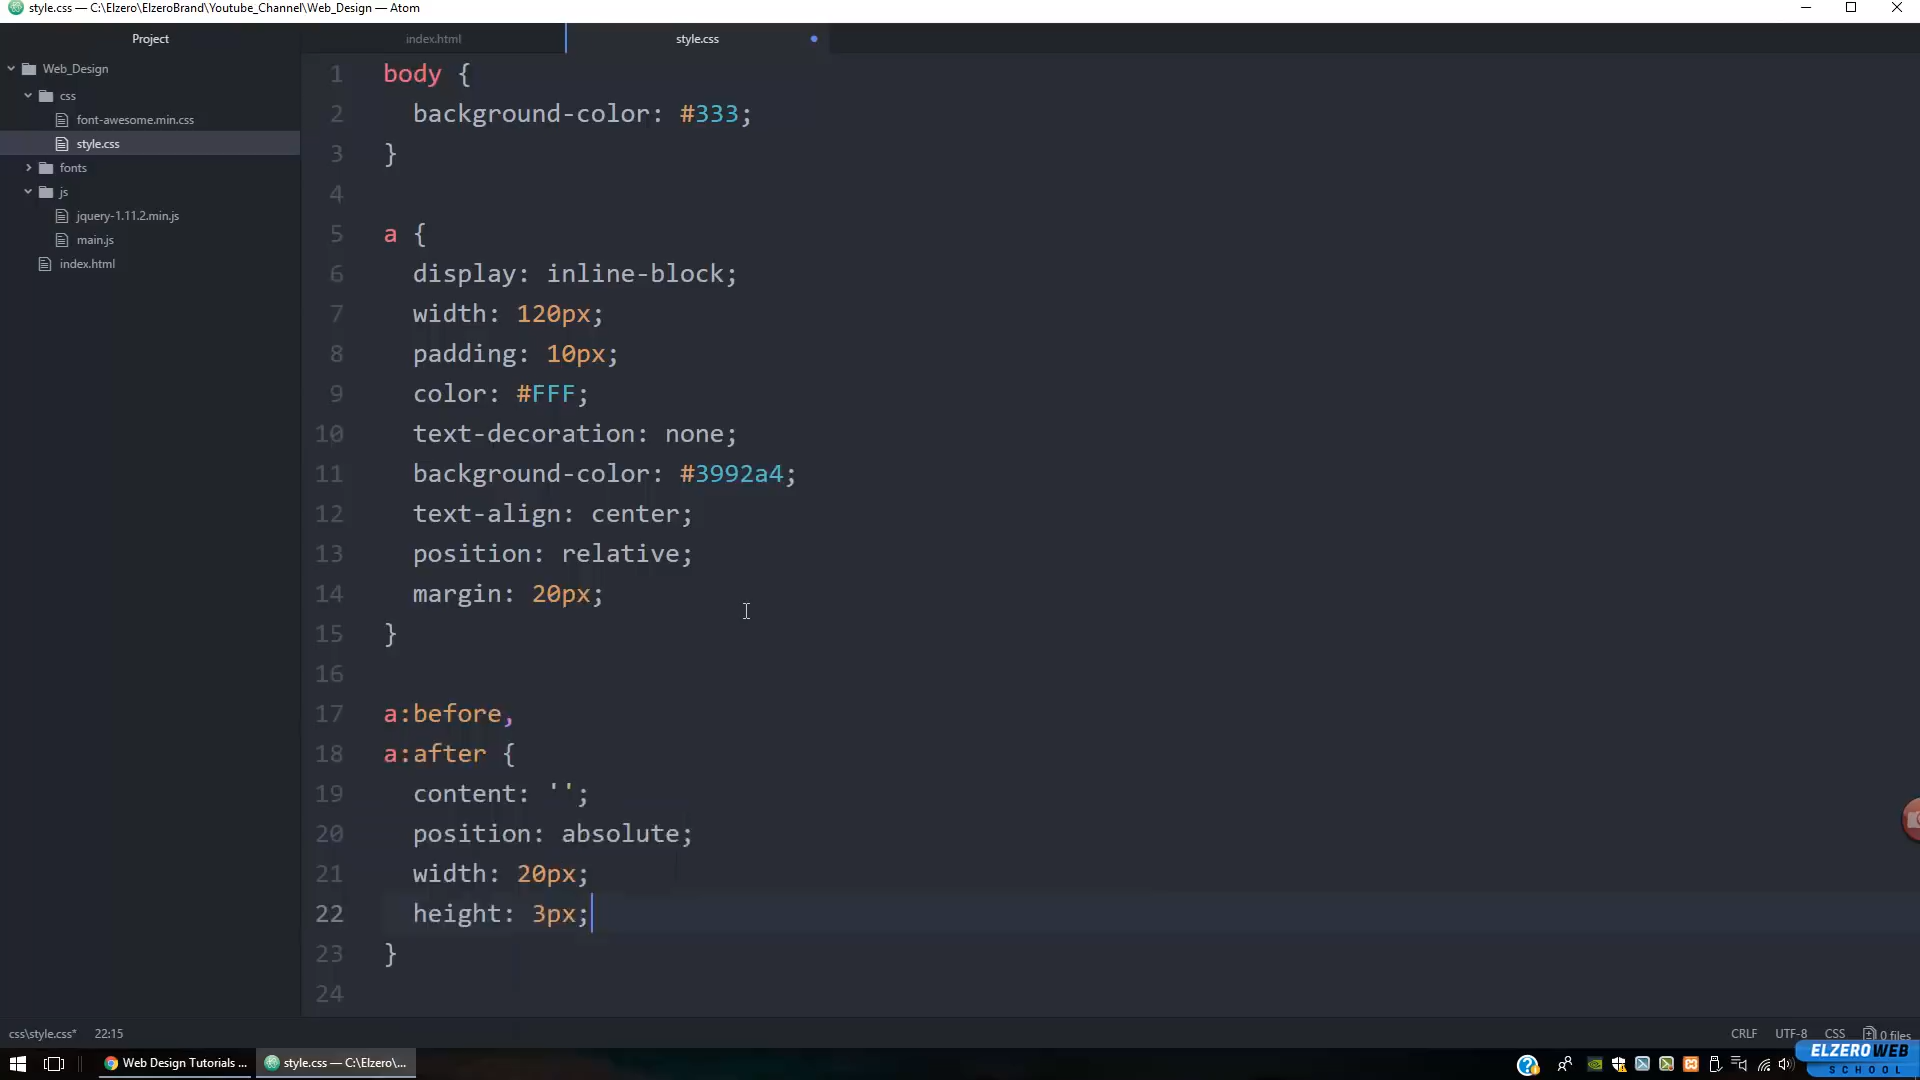 style.css — C:\Elzero\ElzeroBrand\Youtube_Channel\Web_Design — Atom
Project
index.html
style.css
Web_Design
css
font-awesome.min.css
style.css
fonts
js
jquery-1.11.2.min.js
main.js
index.html
1 body {
2 background-color: #333;
3 }
4
5 a {
6 display: inline-block;
7 width: 120px;
8 padding: 10px;
9 color: #FFF;
10 text-decoration: none;
11 background-color: #3992a4;
12 text-align: center;
13 position: relative;
14 margin: 20px;
15 }
16
17 a:before,
18 a:after {
19 content: '';
20 position: absolute;
21 width: 20px;
22 height: 3px;
23 }
24
css\style.css* 22:15 CRLF UTF-8 CSS 0 files
Web Design Tutorials ... style.css — C:\Elzero\...
ELZEROWEB
SCHOOL